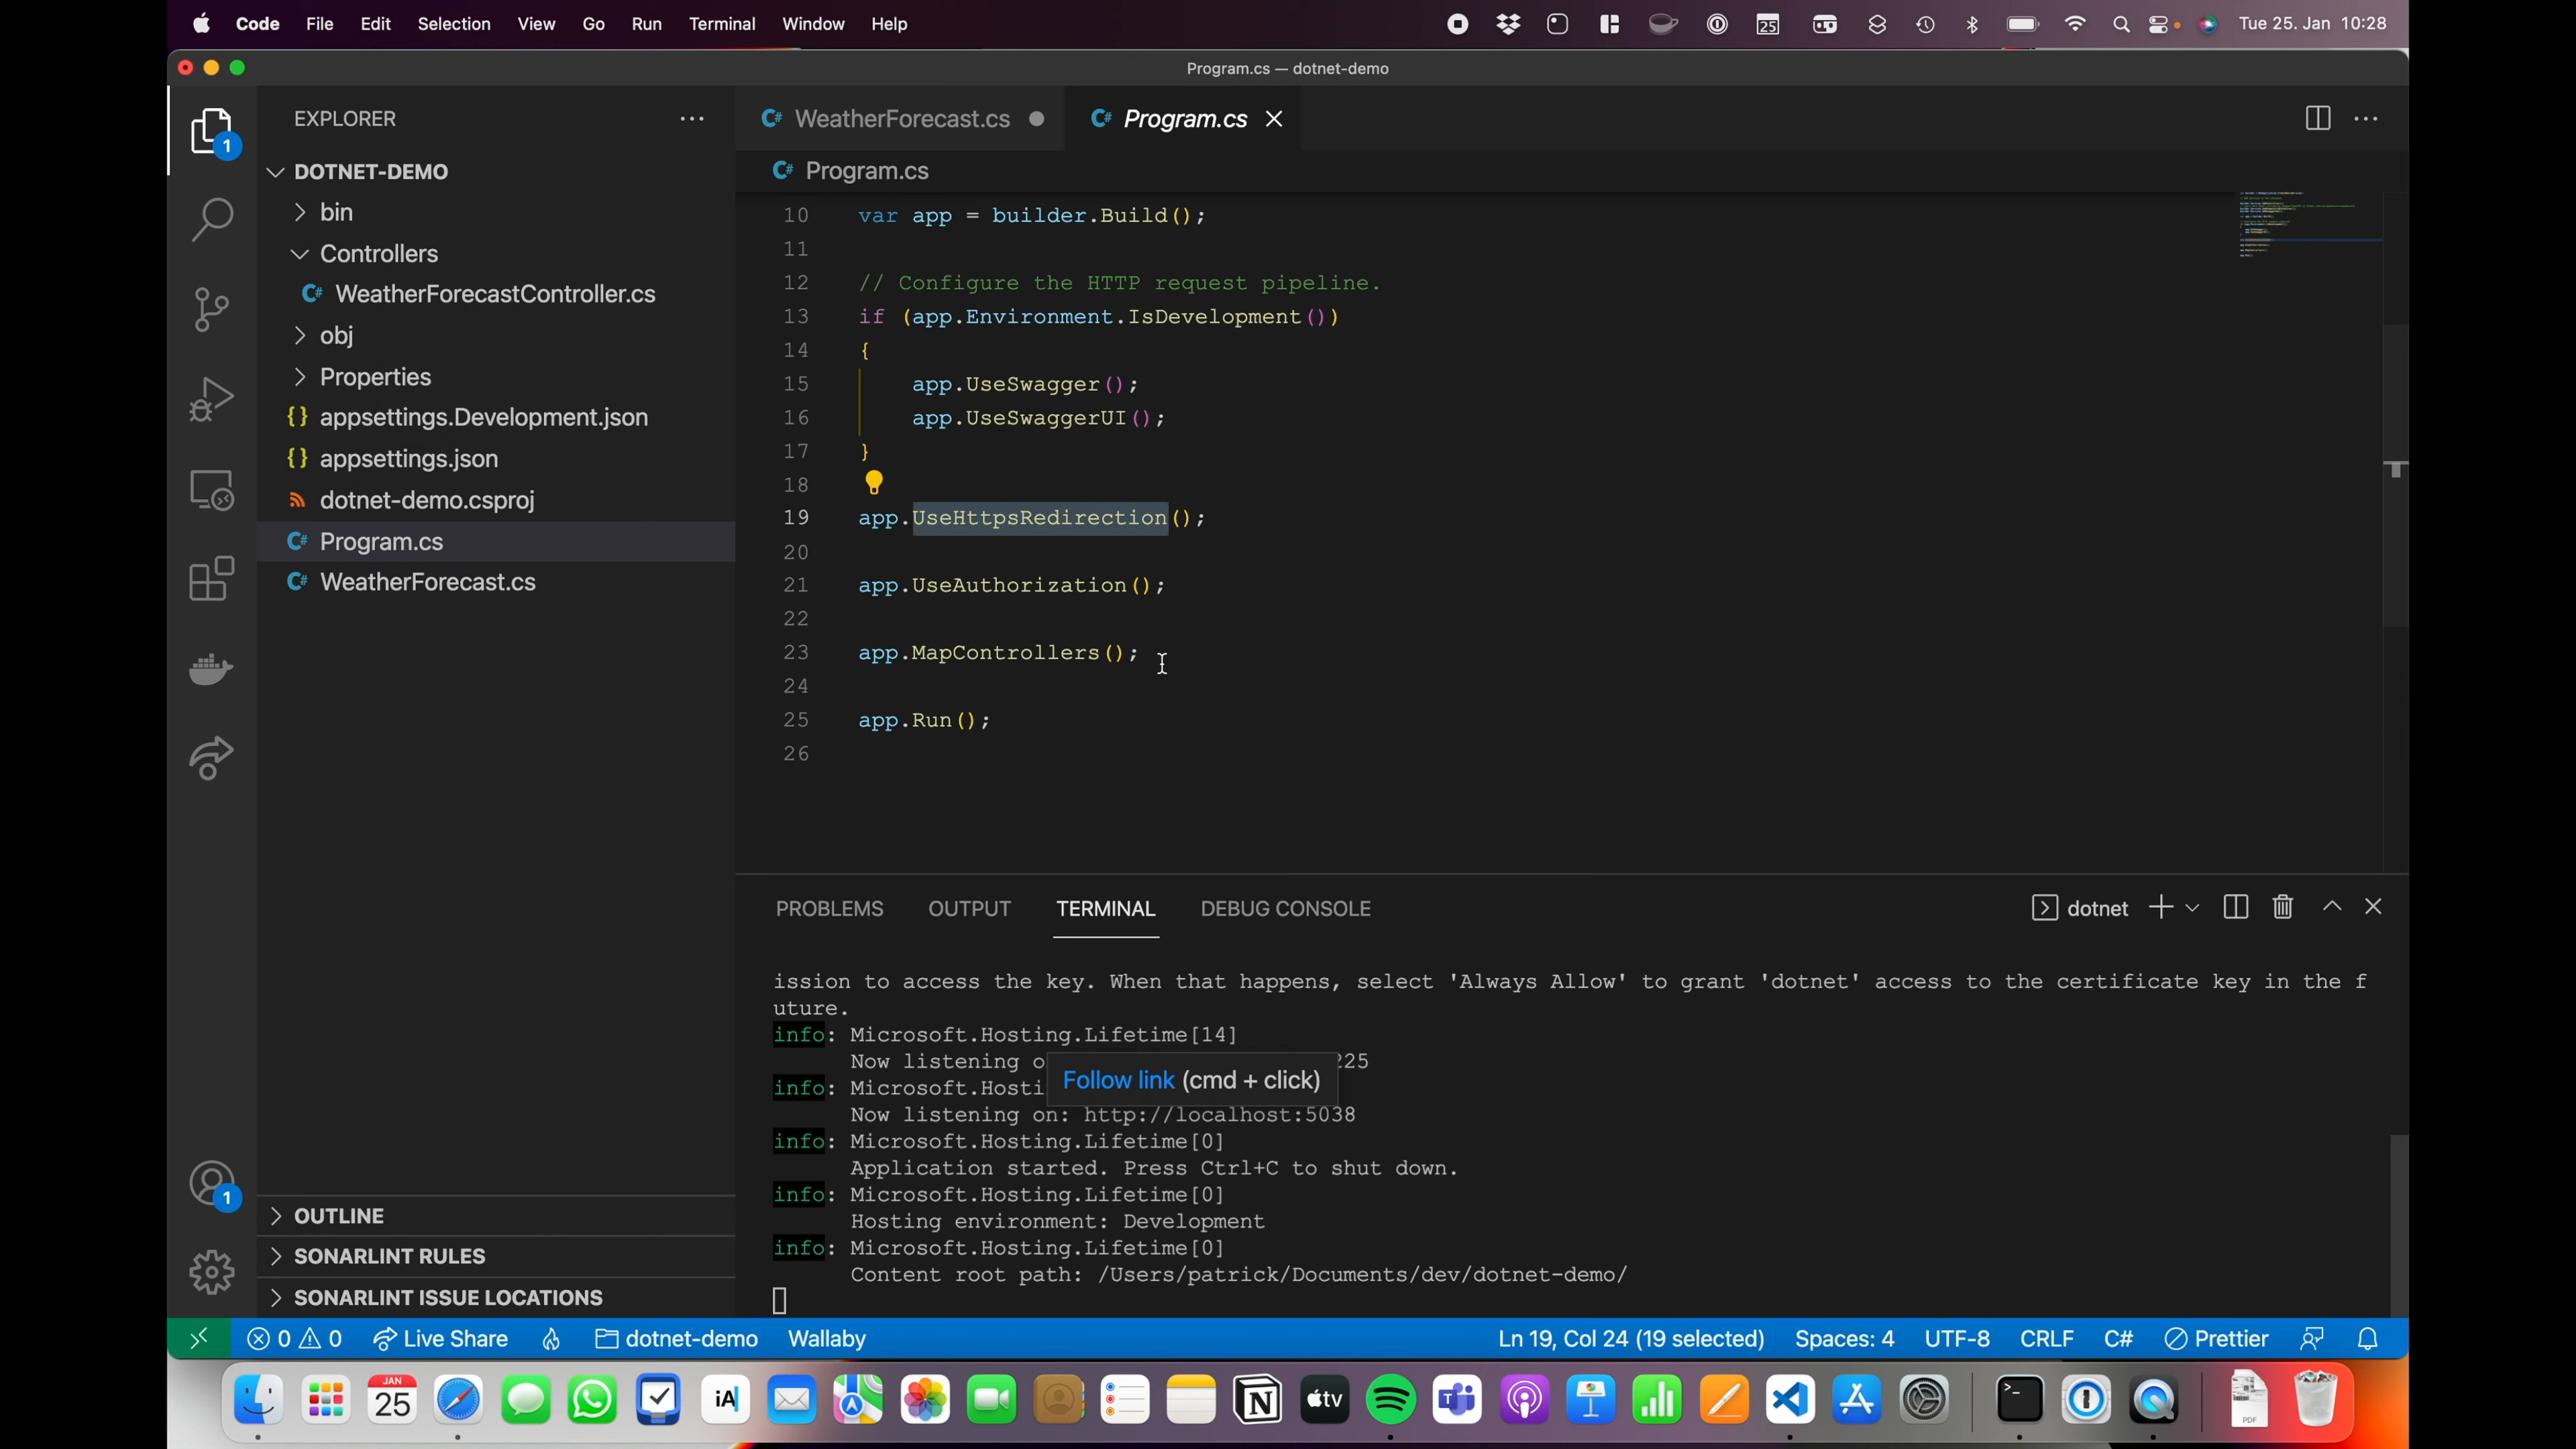 Code File Edit Selection View Go Run Terminal Window Help
25
Tue 25. Jan 10:28
Program.cs — dotnet-demo
EXPLORER
1
DOTNET-DEMO
bin
Controllers
C# WeatherForecastController.cs
obj
Properties
{} appsettings.Development.json
{} appsettings.json
dotnet-demo.csproj
C# Program.cs
C# WeatherForecast.cs
1
OUTLINE
SONARLINT RULES
SONARLINT ISSUE LOCATIONS
C# WeatherForecast.cs
C# Program.cs
C# Program.cs
10 var app = builder.Build();
11
12 // Configure the HTTP request pipeline.
13 if (app.Environment.IsDevelopment())
14 {
15 app.UseSwagger();
16 app.UseSwaggerUI();
17 }
18
19 app.UseHttpsRedirection();
20
21 app.UseAuthorization();
22
23 app.MapControllers();
24
25 app.Run();
26
PROBLEMS OUTPUT TERMINAL DEBUG CONSOLE
dotnet
ission to access the key. When that happens, select 'Always Allow' to grant 'dotnet' access to the certificate key in the f
uture.
info: Microsoft.Hosting.Lifetime[14]
Now listening o 225
Follow link (cmd + click)
info: Microsoft.Hosti
Now listening on: http://localhost:5038
info: Microsoft.Hosting.Lifetime[0]
Application started. Press Ctrl+C to shut down.
info: Microsoft.Hosting.Lifetime[0]
Hosting environment: Development
info: Microsoft.Hosting.Lifetime[0]
Content root path: /Users/patrick/Documents/dev/dotnet-demo/
0 0 Live Share dotnet-demo Wallaby
Ln 19, Col 24 (19 selected) Spaces: 4 UTF-8 CRLF C# Prettier
JAN
25
iA
tv
PDF